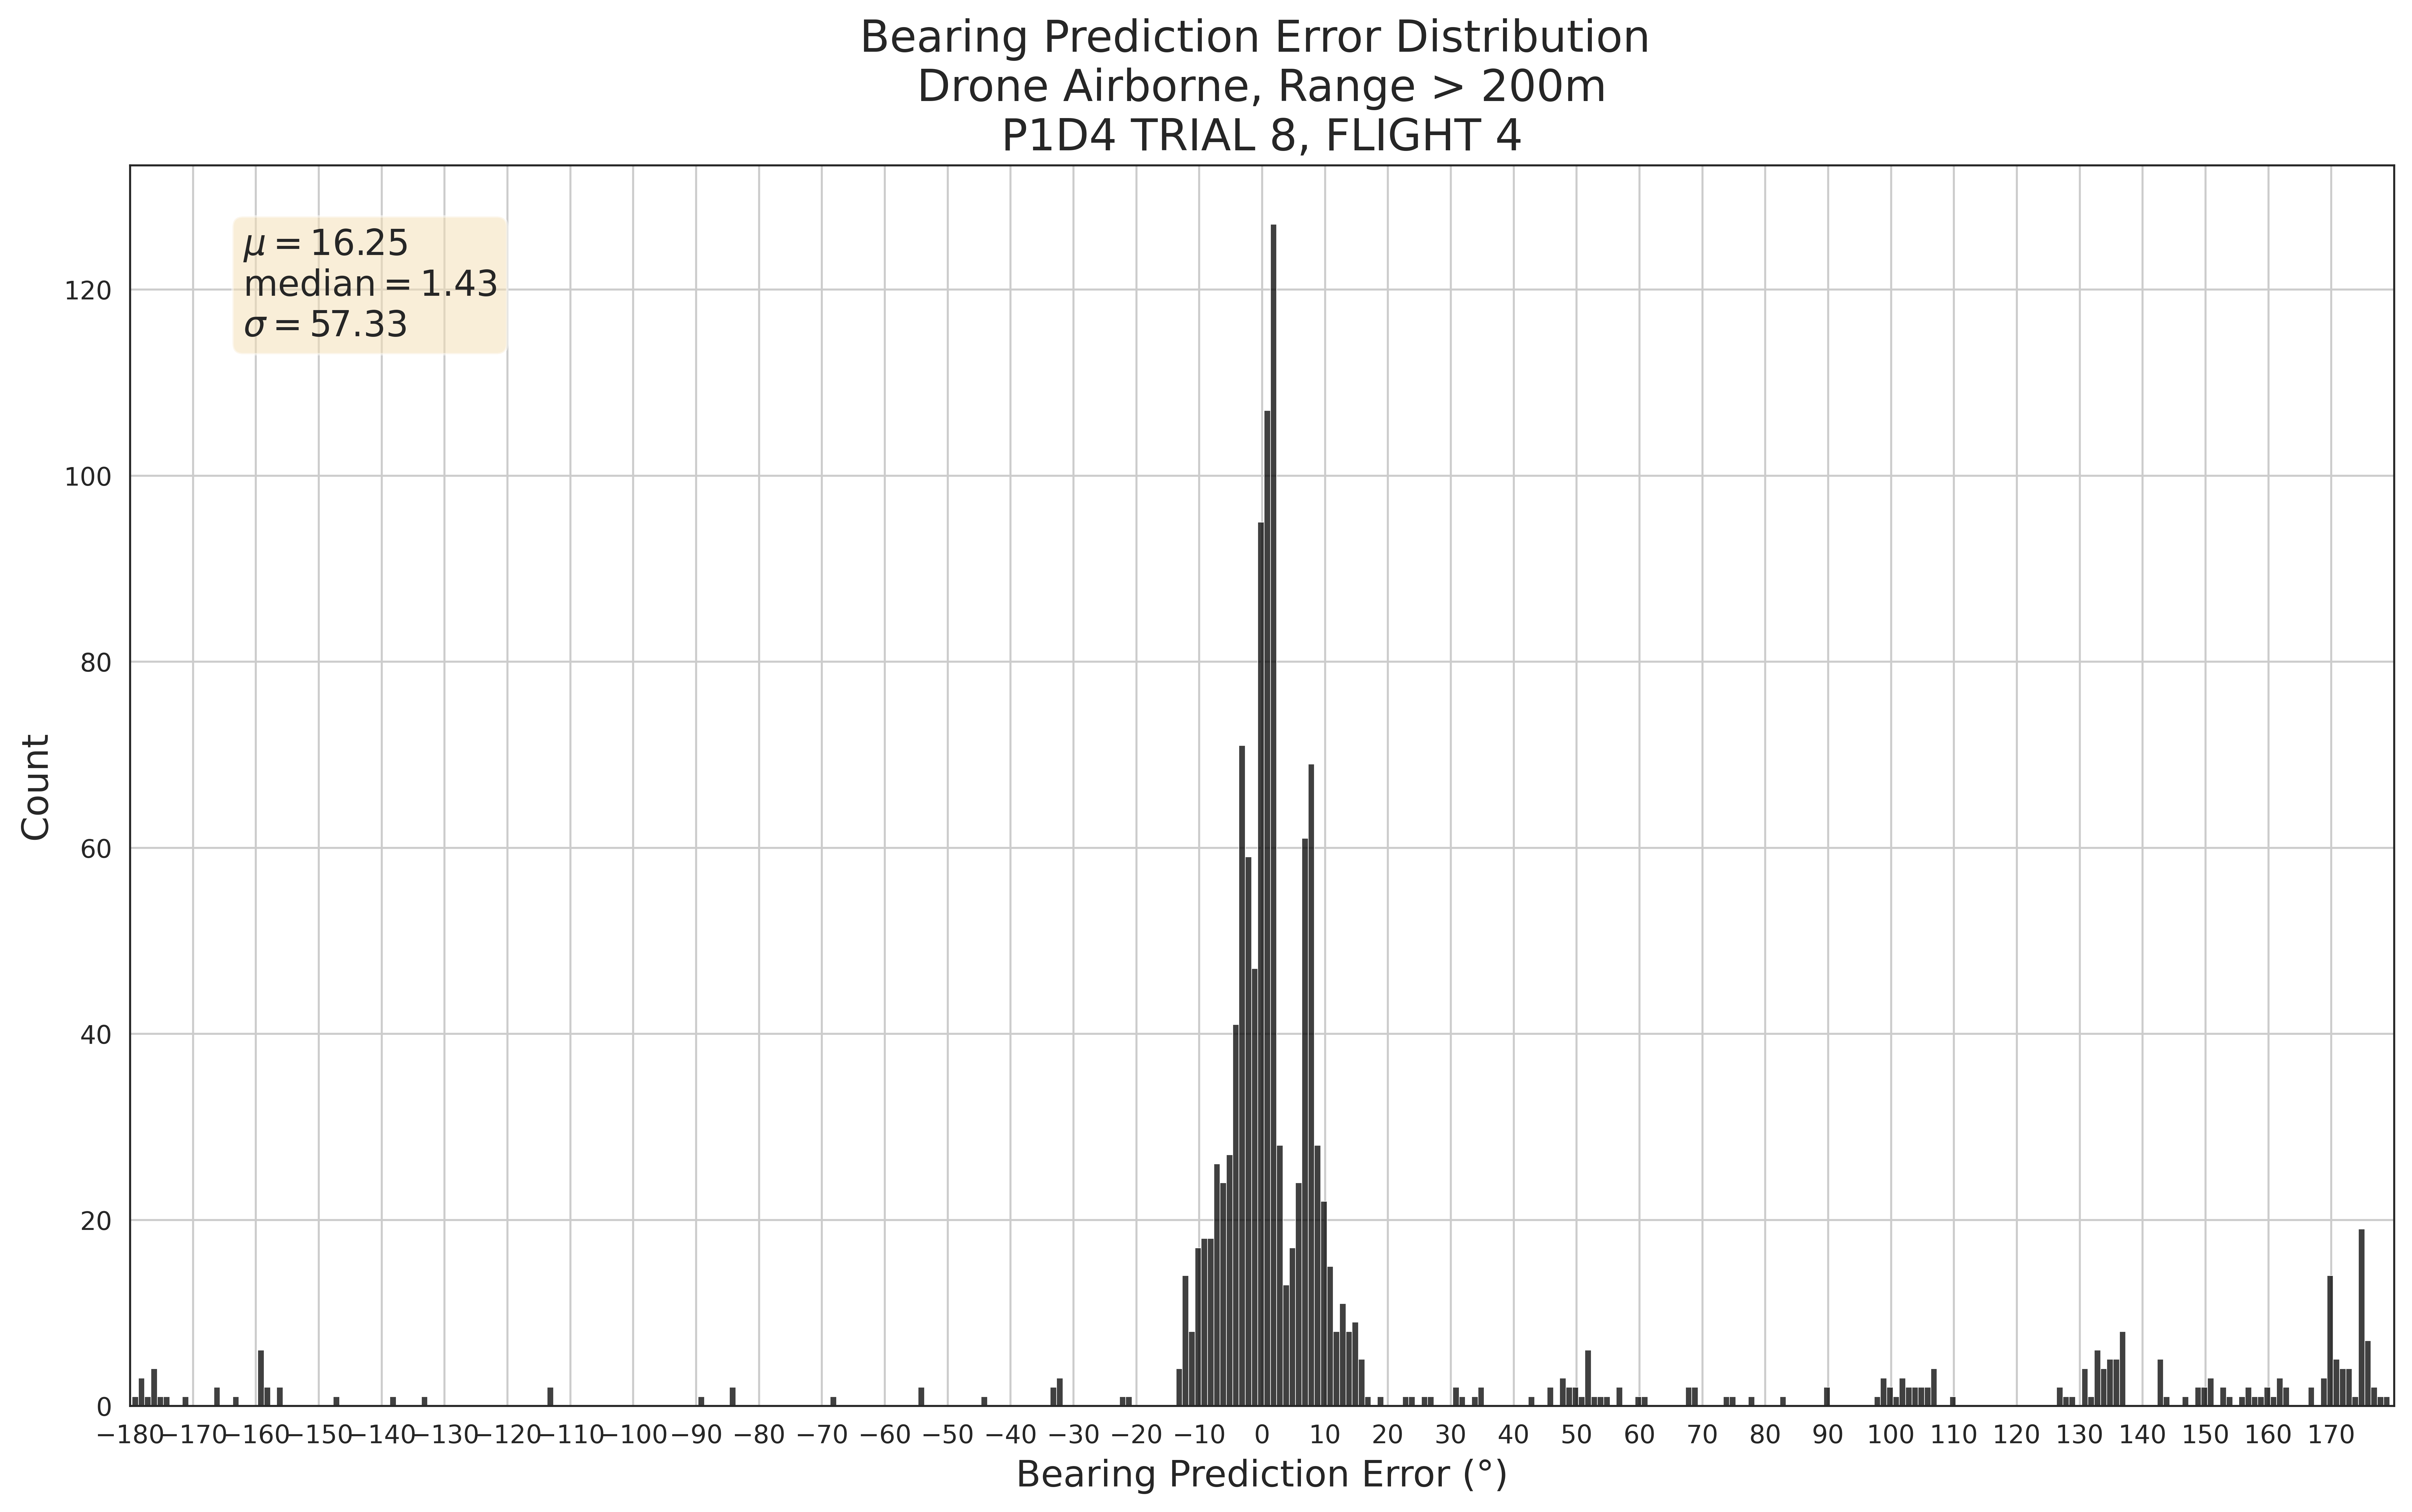 Bearing Prediction Error Distribution
Drone Airborne, Range > 200m
P1D4 TRIAL 8, FLIGHT 4
μ = 16.25
median = 1.43
σ = 57.33
120
100
80
60
40
20
0
Count
−180 −170 −160 −150 −140 −130 −120 −110 −100 −90 −80 −70 −60 −50 −40 −30 −20 −10 0 10 20 30 40 50 60 70 80 90 100 110 120 130 140 150 160 170
Bearing Prediction Error (°)